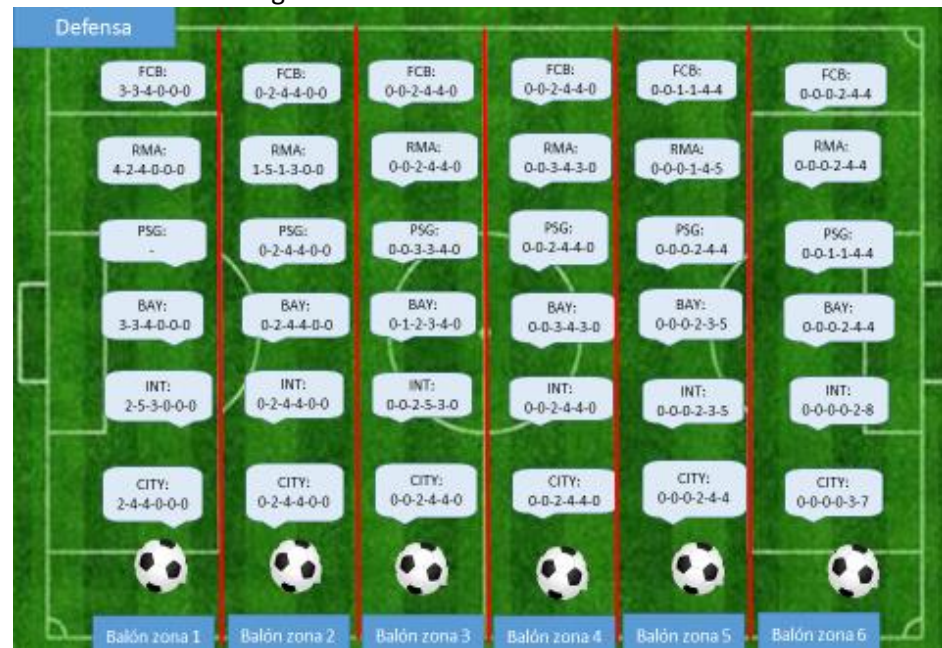 Defensa
FCB:
3-3-4-0-0-0
FCB:
0-2-4-4-0-0
FCB:
0-0-2-4-4-0
FCB:
0-0-2-4-4-0
FCB:
0-0-1-1-4-4
FCB:
0-0-0-2-4-4
RMA:
4-2-4-0-0-0
RMA:
1-5-1-3-0-0
RMA:
0-0-2-4-4-0
RMA:
0-0-3-4-3-0
RMA:
0-0-0-1-4-5
RMA:
0-0-0-2-4-4
PSG:
-
PSG:
0-2-4-4-0-0
PSG:
0-0-3-3-4-0
PSG:
0-0-2-4-4-0
PSG:
0-0-0-2-4-4
PSG:
0-0-1-1-4-4
BAY:
3-3-4-0-0-0
BAY:
0-2-4-4-0-0
BAY:
0-1-2-3-4-0
BAY:
0-0-3-4-3-0
BAY:
0-0-0-2-3-5
BAY:
0-0-0-2-4-4
INT:
2-5-3-0-0-0
INT:
0-2-4-4-0-0
INT:
0-0-2-5-3-0
INT:
0-0-2-4-4-0
INT:
0-0-0-2-3-5
INT:
0-0-0-0-2-8
CITY:
2-4-4-0-0-0
CITY:
0-2-4-4-0-0
CITY:
0-0-2-4-4-0
CITY:
0-0-2-4-4-0
CITY:
0-0-0-2-4-4
CITY:
0-0-0-0-3-7
Balón zona 1
Balón zona 2
Balón zona 3
Balón zona 4
Balón zona 5
Balón zona 6